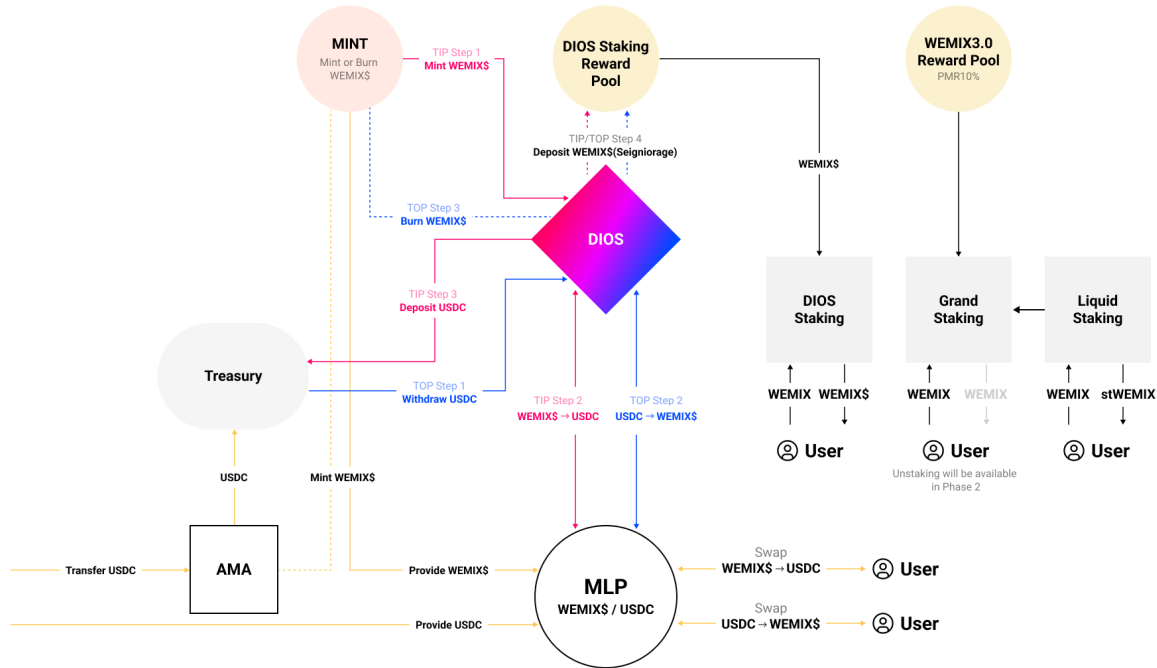 MINT
Mint or Burn
WEMIX$
TIP Step 1
Mint WEMIX$
DIOS Staking
Reward
Pool
WEMIX3.0
Reward Pool
PMR10%
TIP/TOP Step 4
Deposit WEMIX$(Seigniorage)
WEMIX$
TOP Step 3
Burn WEMIX$
DIOS
TIP Step 3
Deposit USDC
DIOS
Staking
Grand
Staking
Liquid
Staking
Treasury
TOP Step 1
Withdraw USDC
TIP Step 2
WEMIX$→USDC
TOP Step 2
USDC→WEMIX$
WEMIX
WEMIX$
WEMIX
WEMIX
WEMIX
stWEMIX
User
User
User
Unstaking will be available
in Phase 2
USDC
Mint WEMIX$
Transfer USDC
AMA
Provide WEMIX$
MLP
WEMIX$ / USDC
Swap
WEMIX$→USDC
User
Provide USDC
Swap
USDC→WEMIX$
User